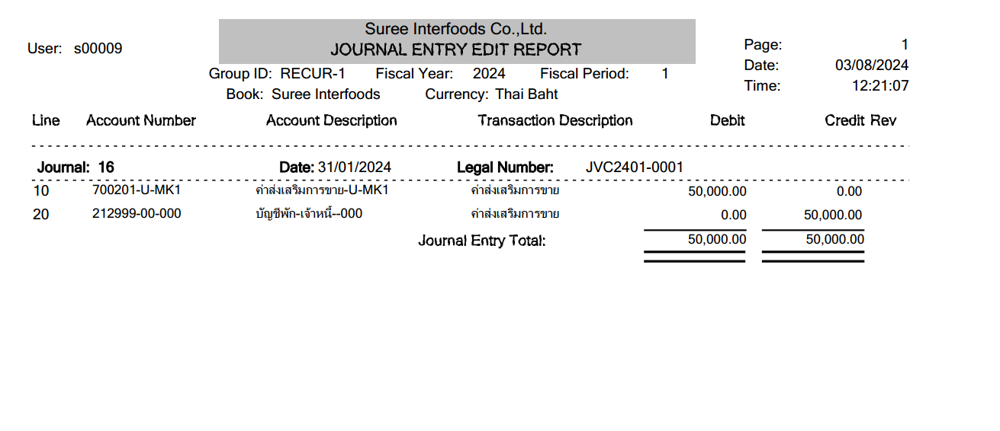 Suree Interfoods Co.,Ltd.
User: s00009 JOURNAL ENTRY EDIT REPORT Page: 1
Date: 03/08/2024
Group ID: RECUR-1 Fiscal Year: 2024 Fiscal Period: 1
Time: 12:21:07
Book: Suree Interfoods Currency: Thai Baht
Line Account Number Account Description Transaction Description Debit Credit Rev
Journal: 16 Date: 31/01/2024 Legal Number: JVC2401-0001
10 700201-U-MK1 ค่าส่งเสริมการขาย-U-MK1 ค่าส่งเสริมการขาย 50,000.00 0.00
20 212999-00-000 บัญชีพัก-เจ้าหนี้--000 ค่าส่งเสริมการขาย 0.00 50,000.00
Journal Entry Total: 50,000.00 50,000.00